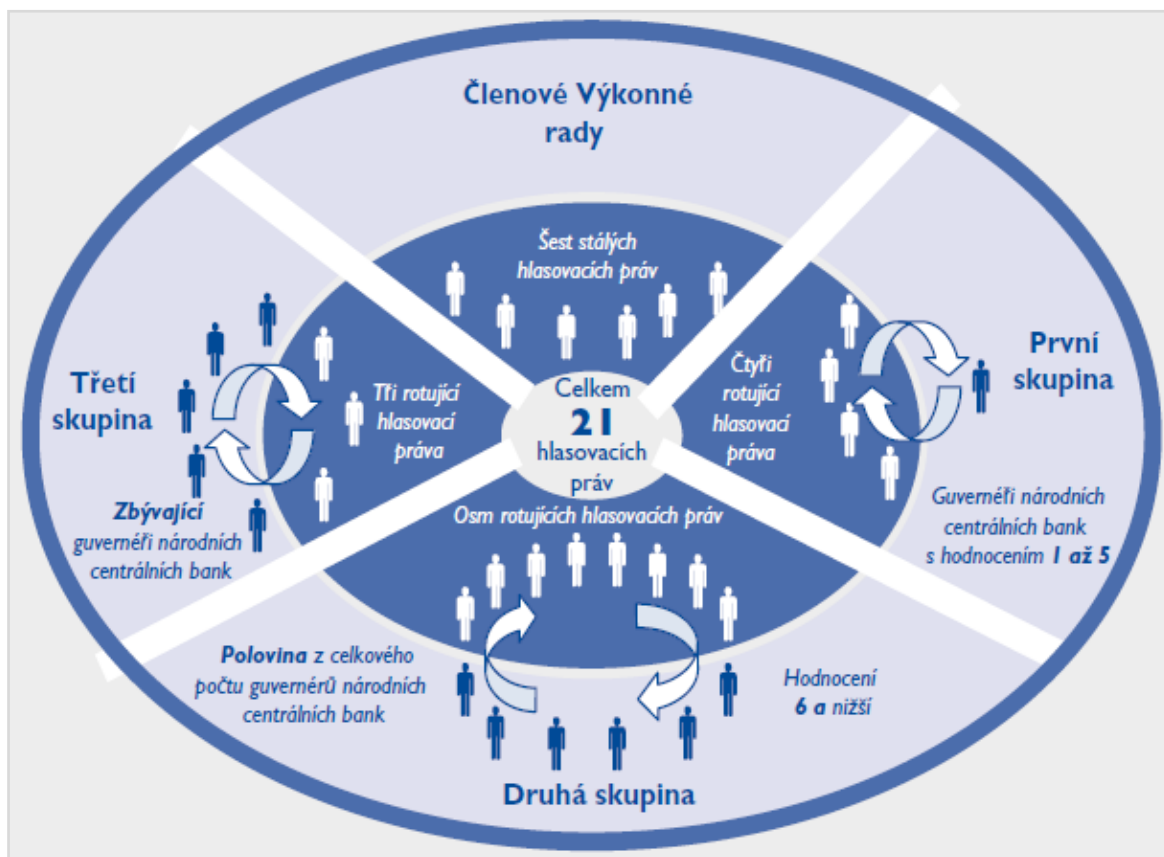 Členové Výkonné
rady
Šest stálých
hlasovacích práv
Třetí
skupina
Tři rotující
hlasovací
práva
Celkem
21
hlasovacích
práv
Čtyři
rotující
hlasovací
práva
První
skupina
Zbývající
guvernéři národních
centrálních bank
Osm rotujících hlasovacích práv
Guvernéři národních
centrálních bank
s hodnocením 1 až 5
Polovina z celkového
počtu guvernérů národních
centrálních bank
Hodnocení
6 a nižší
Druhá skupina